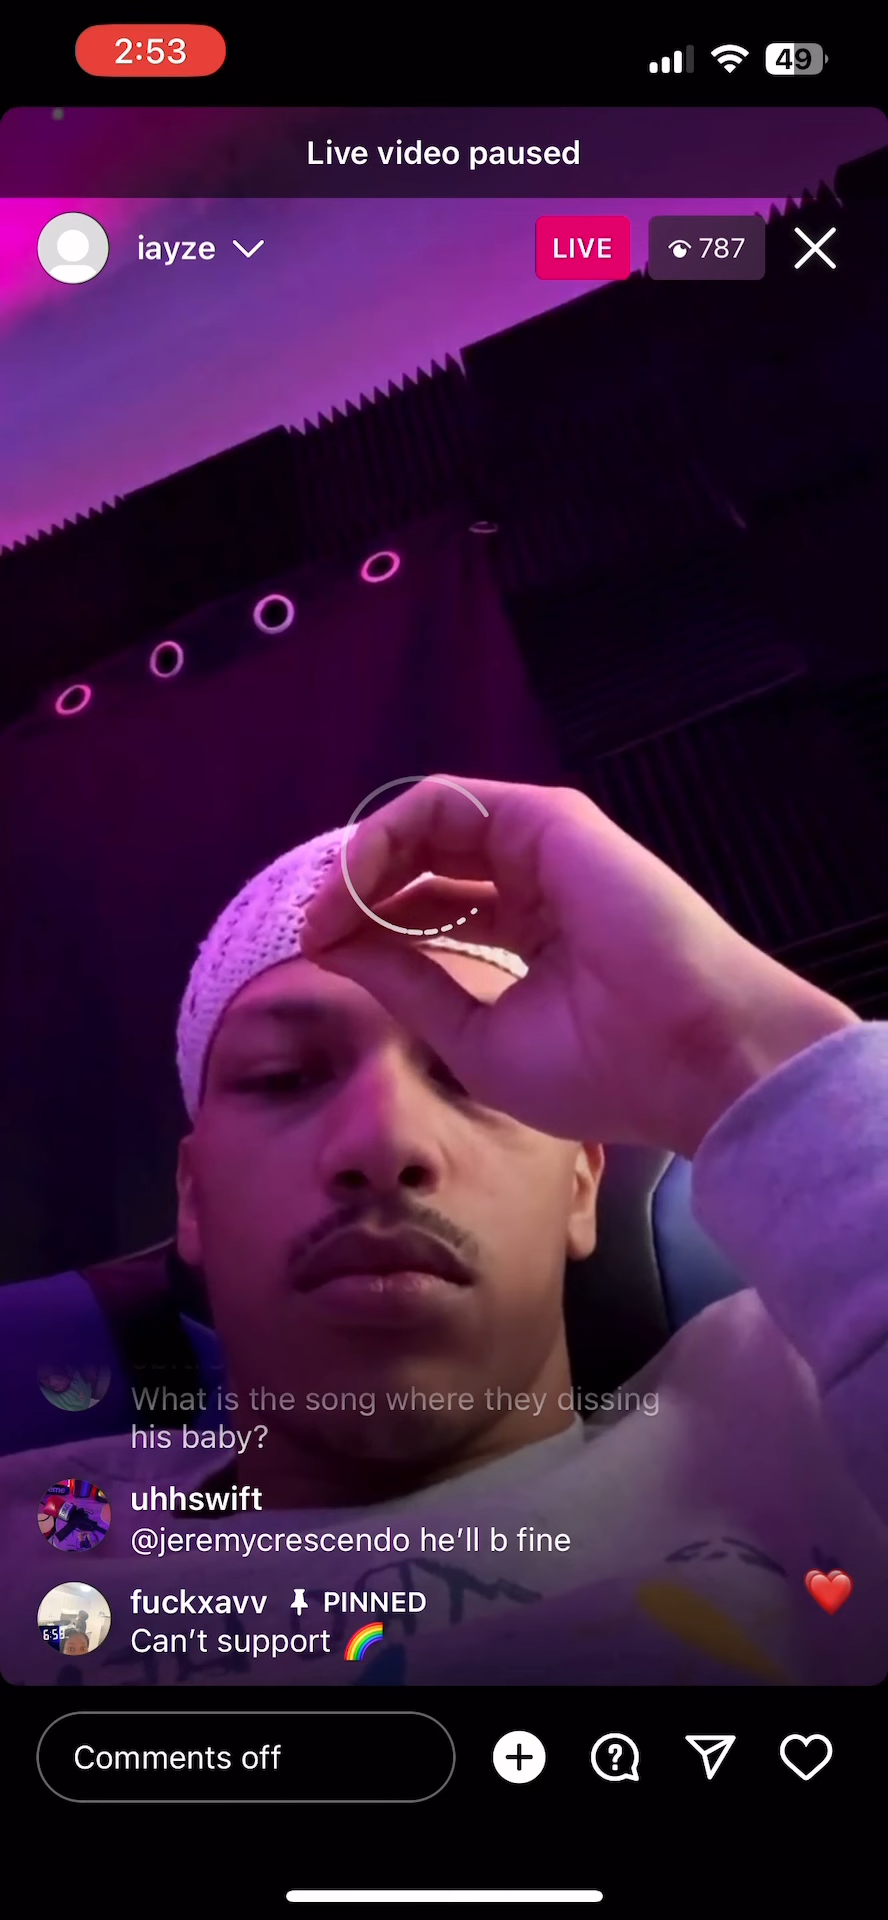 2:53
49
Live video paused
iayze
LIVE
787
What is the song where they dissing
his baby?
uhhswift
@jeremycrescendo he’ll b fine
fuckxavv PINNED
Can’t support 🌈
Comments off